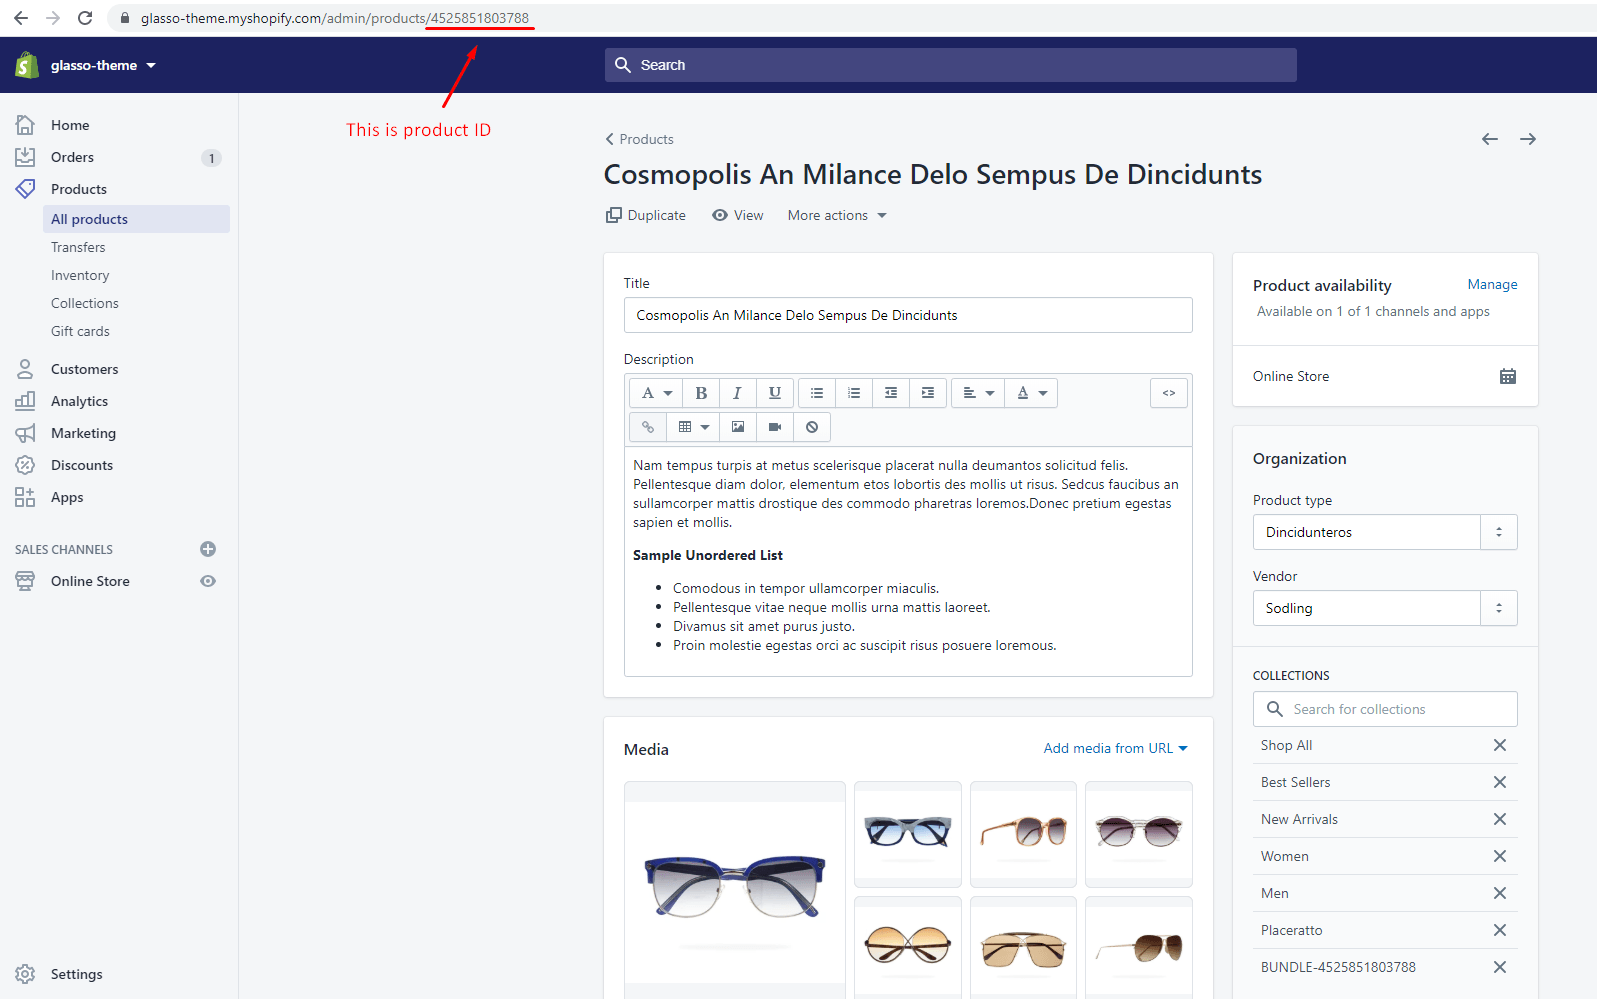 glasso-theme.myshopify.com/admin/products/4525851803788
glasso-theme
Search
This is product ID
Home
Orders 1
Products
All products
Transfers
Inventory
Collections
Gift cards
Customers
Analytics
Marketing
Discounts
Apps
SALES CHANNELS
Online Store
Settings
Products
Cosmopolis An Milance Delo Sempus De Dincidunts
Duplicate View More actions
Title
Cosmopolis An Milance Delo Sempus De Dincidunts
Description
A B I U A <>
Nam tempus turpis at metus scelerisque placerat nulla deumantos solicitud felis.
Pellentesque diam dolor, elementum etos lobortis des mollis ut risus. Sedcus faucibus an
sullamcorper mattis drostique des commodo pharetras loremos.Donec pretium egestas
sapien et mollis.
Sample Unordered List
• Comodous in tempor ullamcorper miaculis.
• Pellentesque vitae neque mollis urna mattis laoreet.
• Divamus sit amet purus justo.
• Proin molestie egestas orci ac suscipit risus posuere loremous.
Media Add media from URL
Product availability Manage
Available on 1 of 1 channels and apps
Online Store
Organization
Product type
Dincidunteros
Vendor
Sodling
COLLECTIONS
Search for collections
Shop All
Best Sellers
New Arrivals
Women
Men
Placeratto
BUNDLE-4525851803788